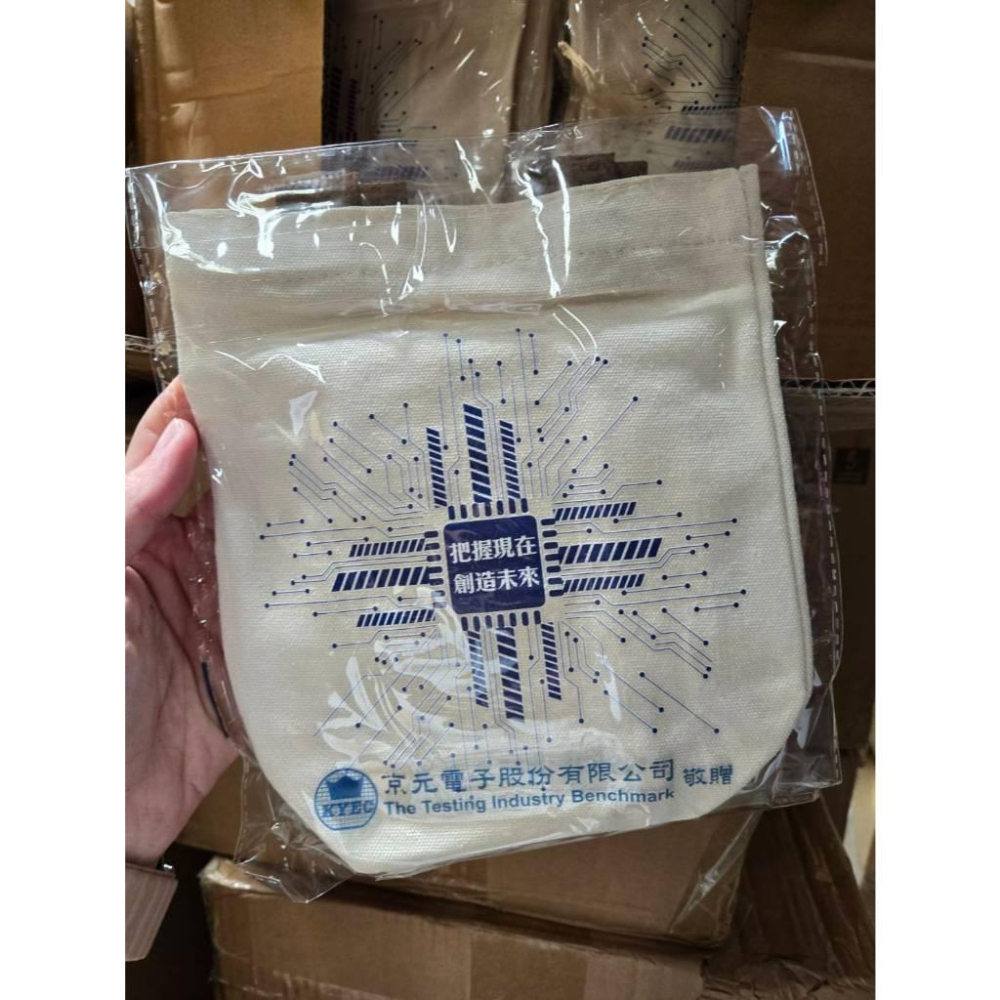 把握現在
創造未來
KYEC
京元電子股份有限公司 敬贈
The Testing Industry Benchmark